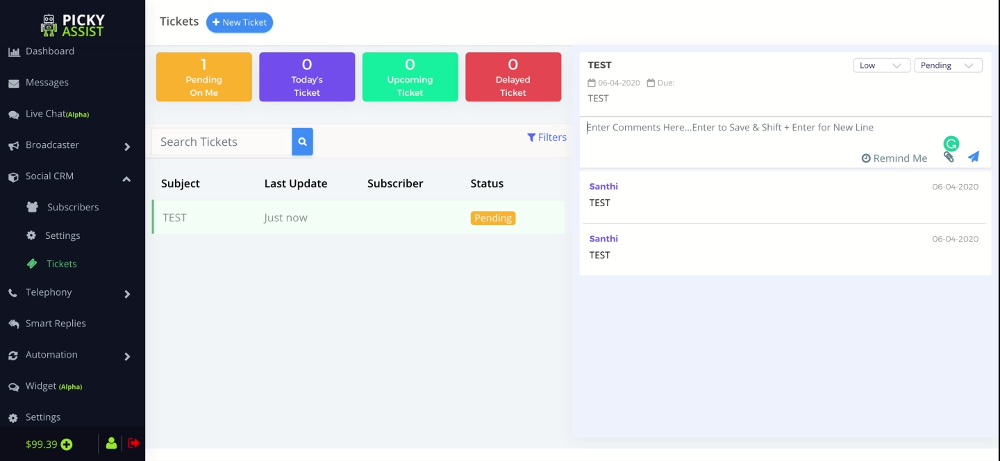 PICKY
ASSIST
Dashboard
Messages
Live Chat(Alpha)
Broadcaster
Social CRM
Subscribers
Settings
Tickets
Telephony
Smart Replies
Automation
Widget (Alpha)
Settings
$99.39
Tickets
New Ticket
1
Pending
On Me
0
Today's
Ticket
0
Upcoming
Ticket
0
Delayed
Ticket
Search Tickets
Filters
Subject Last Update Subscriber Status
TEST Just now Pending
TEST
Low
Pending
06-04-2020 Due:
TEST
Enter Comments Here...Enter to Save & Shift + Enter for New Line
Remind Me
Santhi 06-04-2020
TEST
Santhi 06-04-2020
TEST